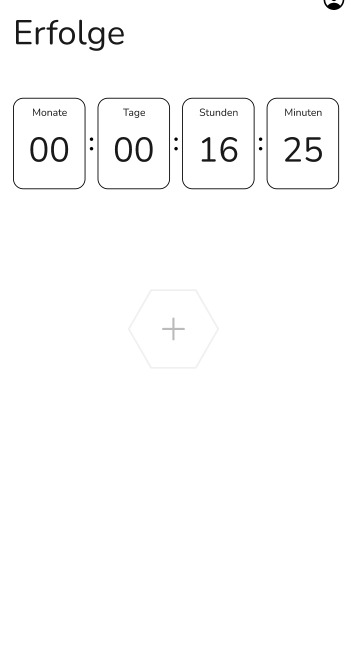 Erfolge
Monate Tage Stunden Minuten
00 : 00 : 16 : 25
+